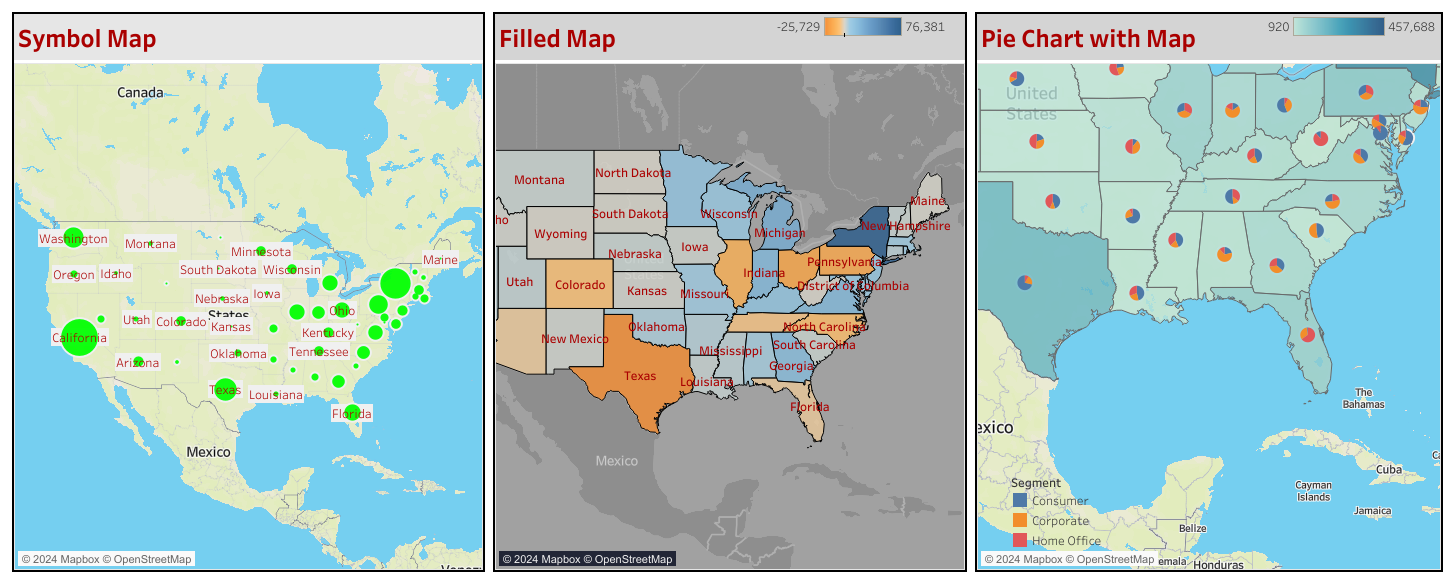 Symbol Map
Canada
Washington
Montana
Minnesota
Maine
Oregon
Idaho
South Dakota
Wisconsin
Nebraska
Iowa
States
Utah
Colorado
Kansas
Ohio
California
Kentucky
Arizona
Oklahoma
Tennessee
Texas
Louisiana
Florida
Mexico
© 2024 Mapbox © OpenStreetMap
Filled Map
-25,729
76,381
Montana
North Dakota
ho
South Dakota
Wisconsin
Maine
Wyoming
Michigan
New Hampshire
Nebraska
Iowa
Pennsylvania
States
Utah
Colorado
Kansas
Missouri
Indiana
District of Columbia
New Mexico
Oklahoma
North Carolina
Mississippi
South Carolina
Texas
Louisiana
Georgia
Florida
Mexico
© 2024 Mapbox © OpenStreetMap
Pie Chart with Map
920
457,688
United
States
The
Bahamas
exico
Cuba
Ca
Cayman
Islands
Jamaica
Segment
Consumer
Corporate
Home Office
Belize
emala
Honduras
© 2024 Mapbox © OpenStreetMap